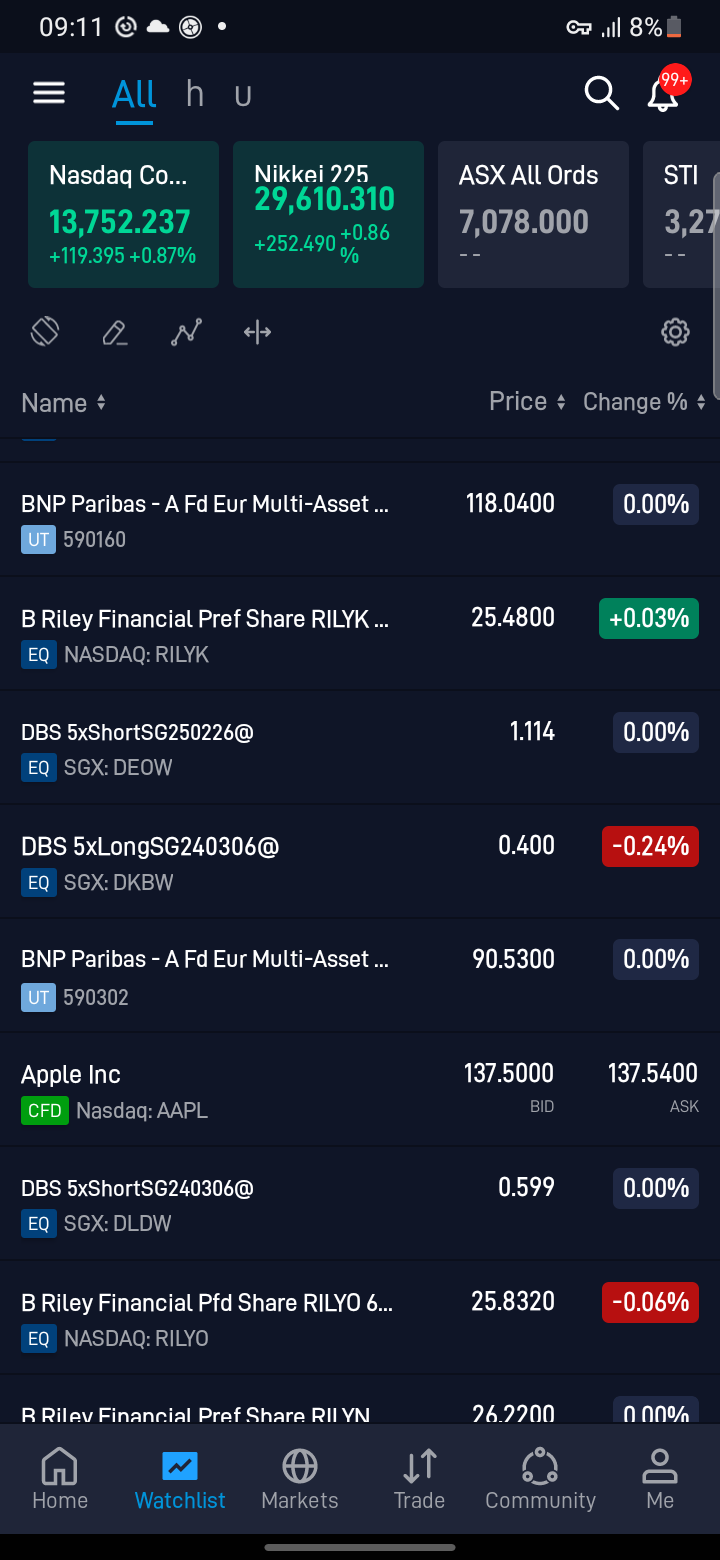 09:11 8%
All h u 99+
Nasdaq Co... Nikkei 225 ASX All Ords STI
13,752.237 29,610.310 7,078.000 3,27
+119.395 +0.87% +252.490 +0.86 % -- --
Name Price Change %
BNP Paribas - A Fd Eur Multi-Asset ... 118.0400 0.00%
UT 590160
B Riley Financial Pref Share RILYK ... 25.4800 +0.03%
EQ NASDAQ: RILYK
DBS 5xShortSG250226@ 1.114 0.00%
EQ SGX: DEOW
DBS 5xLongSG240306@ 0.400 -0.24%
EQ SGX: DKBW
BNP Paribas - A Fd Eur Multi-Asset ... 90.5300 0.00%
UT 590302
Apple Inc 137.5000 137.5400
CFD Nasdaq: AAPL BID ASK
DBS 5xShortSG240306@ 0.599 0.00%
EQ SGX: DLDW
B Riley Financial Pfd Share RILYO 6... 25.8320 -0.06%
EQ NASDAQ: RILYO
B Riley Financial Pref Share RILYN 26.2200 0.00%
Home Watchlist Markets Trade Community Me